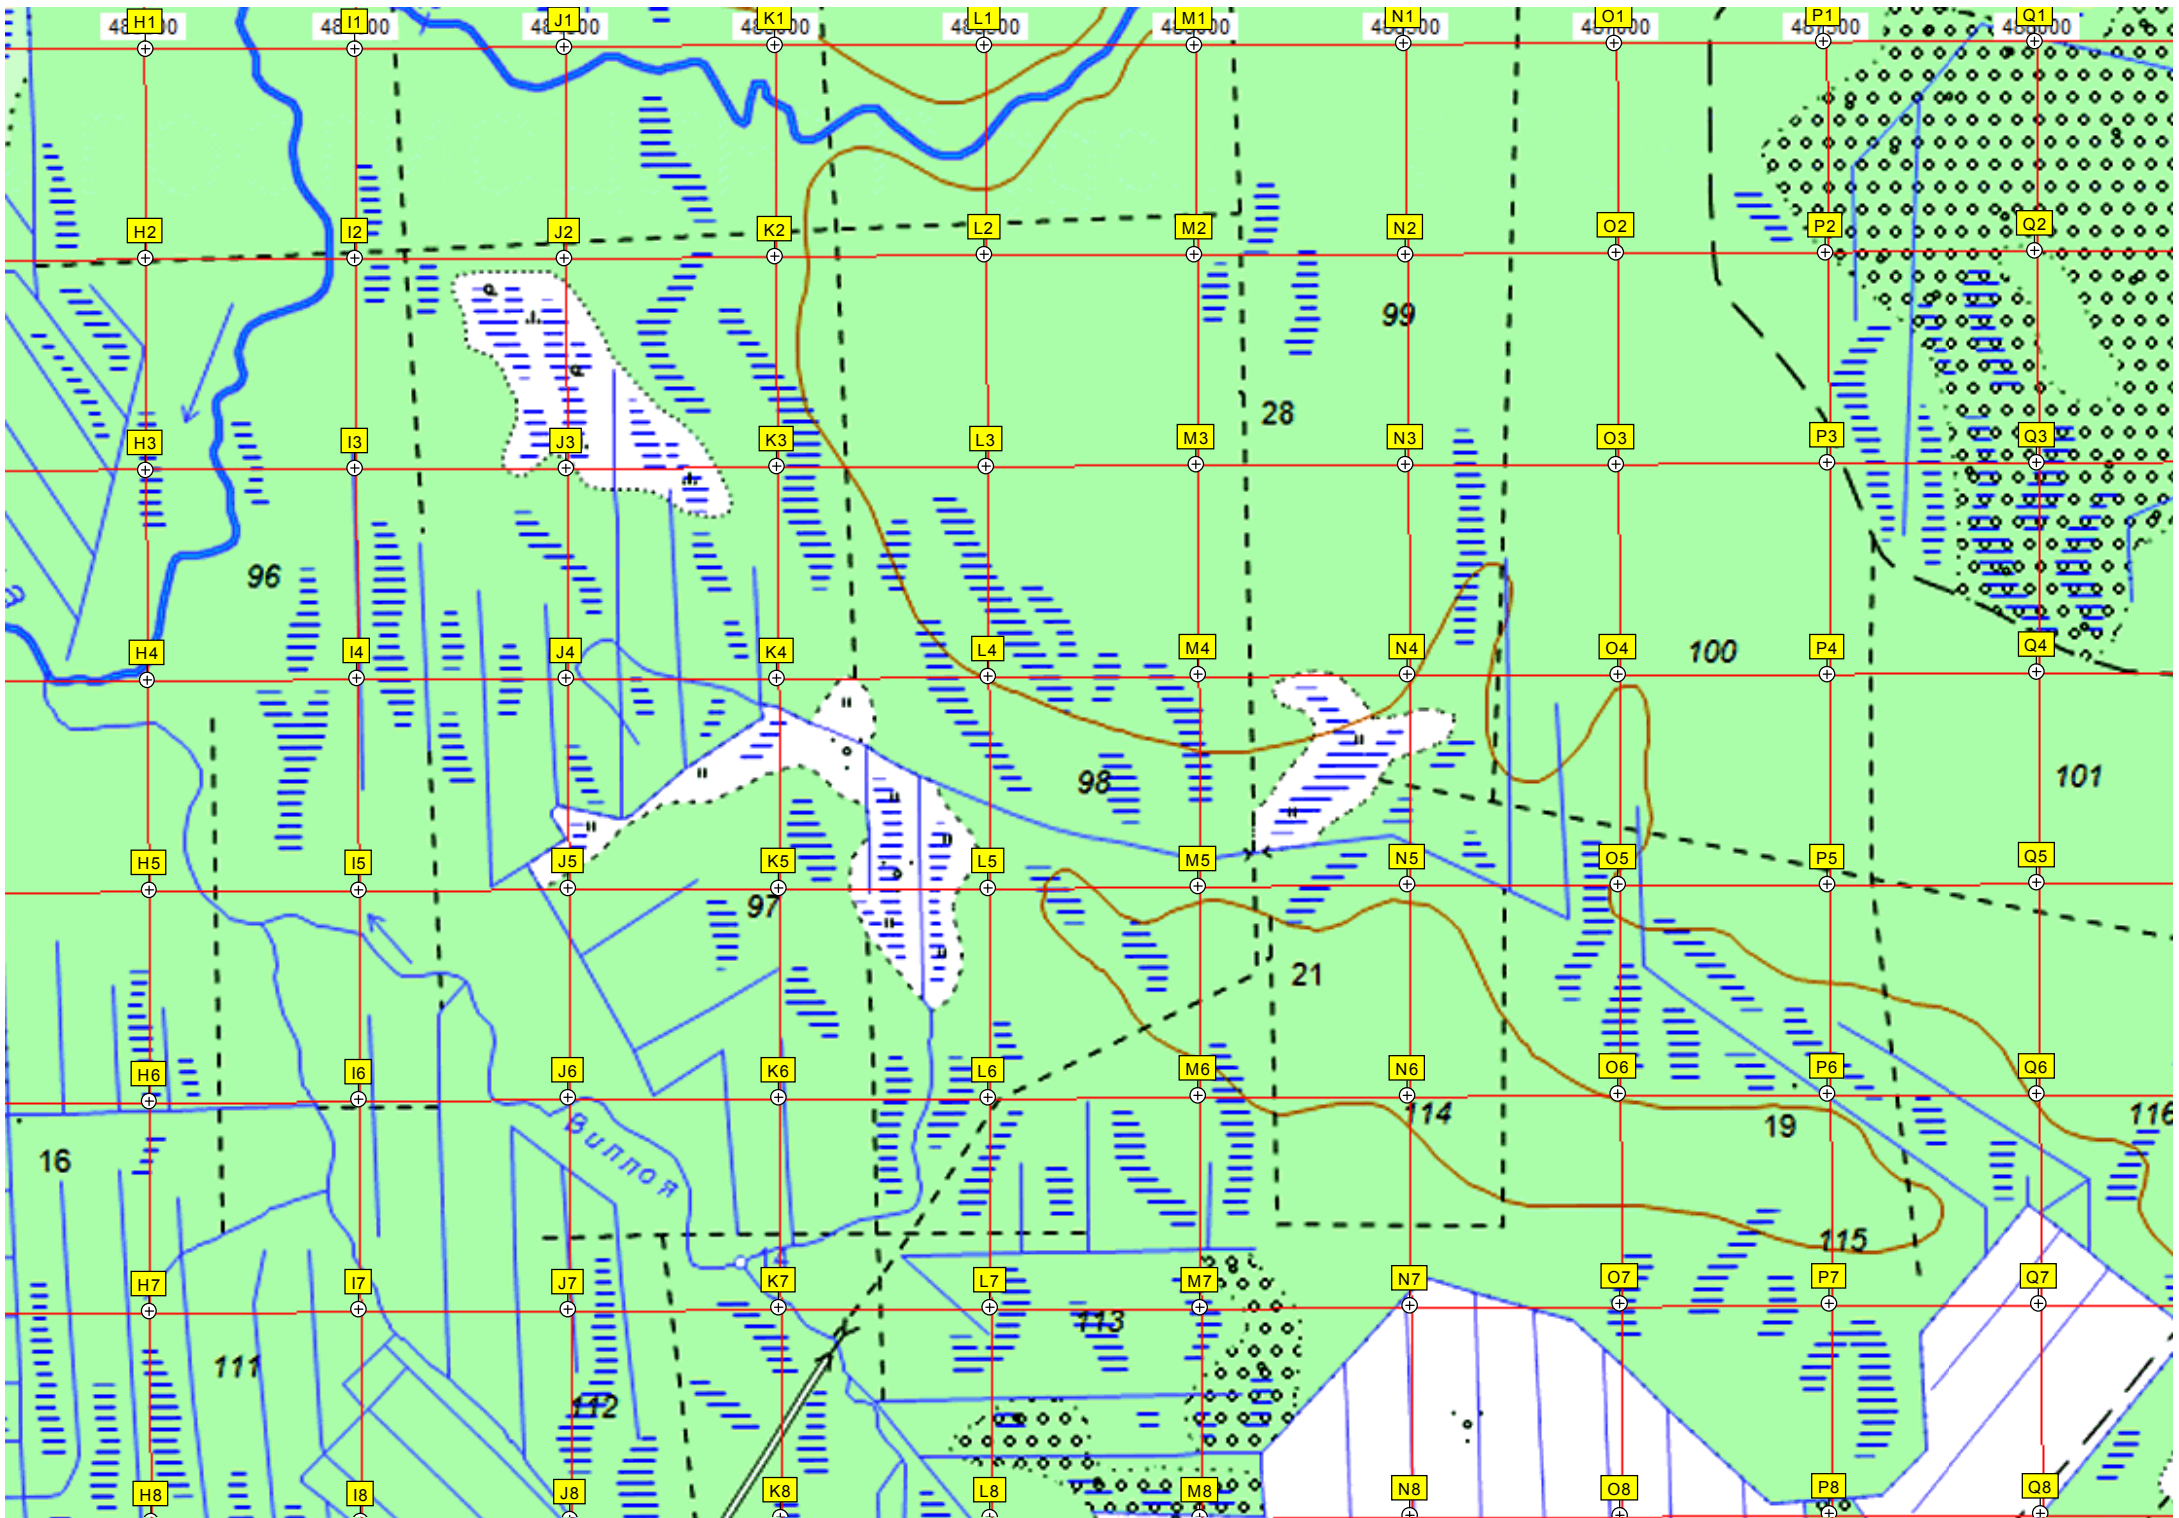 H1 I1 J1 K1 L1 M1 N1 O1 P1 Q1
H2 I2 J2 K2 L2 M2 N2 O2 P2 Q2
99
28
H3 I3 J3 K3 L3 M3 N3 O3 P3 Q3
96
H4 I4 J4 K4 L4 M4 N4 O4 100 P4 Q4
98
101
H5 I5 J5 K5 L5 M5 N5 O5 P5 Q5
97
21
H6 I6 J6 K6 L6 M6 N6 O6 P6 Q6
16
Виллоя
114
19
116
115
14
H7 I7 J7 K7 L7 M7 N7 O7 P7 Q7
113
111
112
H8 I8 J8 K8 L8 M8 N8 O8 P8 Q8